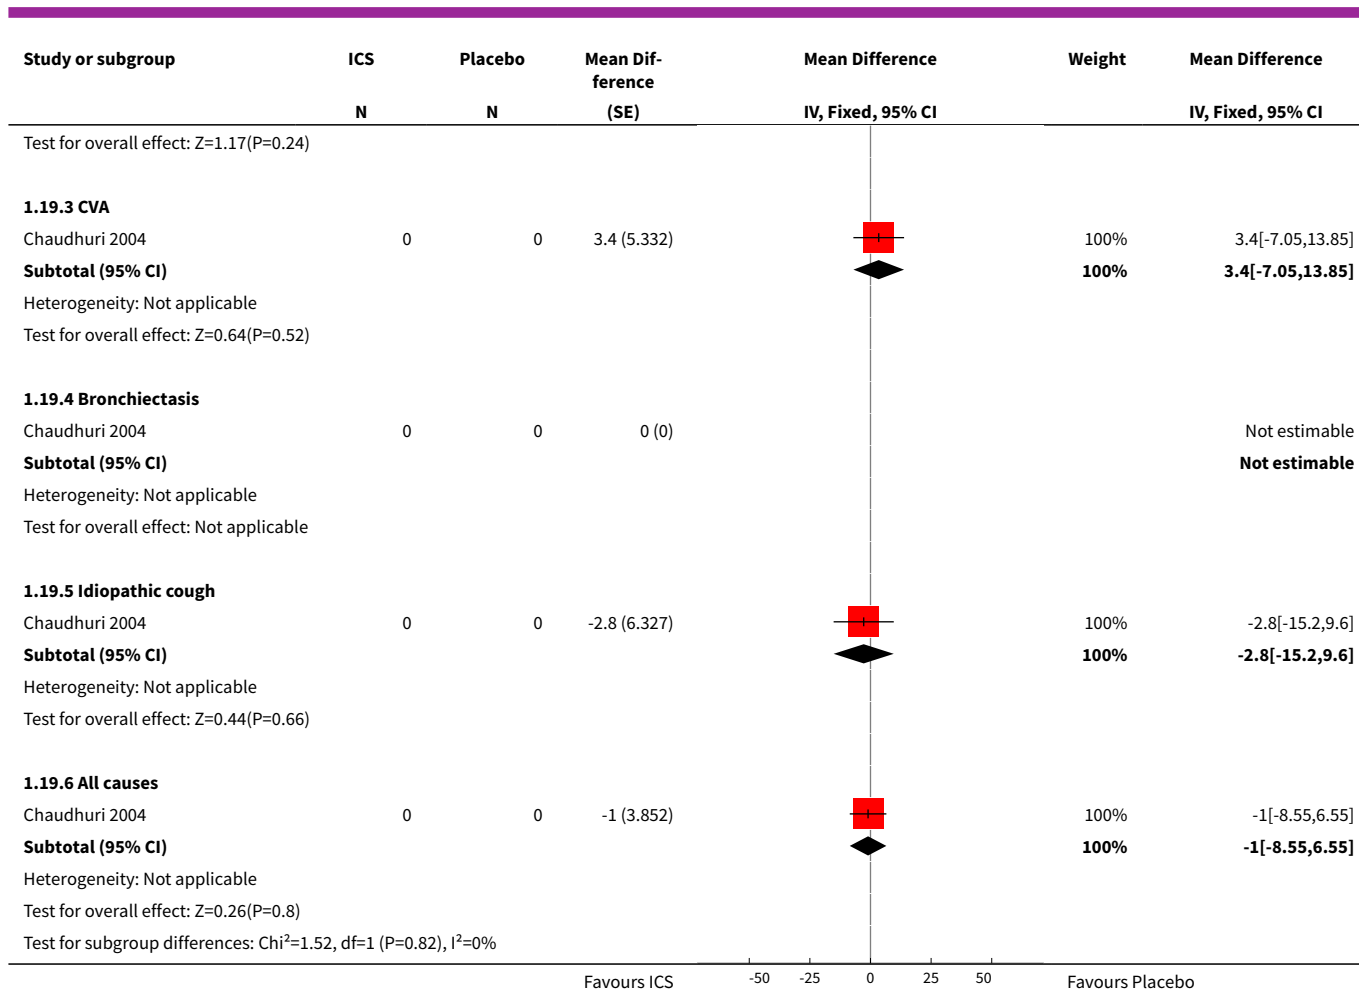 Study or subgroup ICS Placebo Mean Dif- Mean Difference Weight Mean Difference
ference
N N (SE) IV, Fixed, 95% CI IV, Fixed, 95% CI
Test for overall effect: Z=1.17(P=0.24)
1.19.3 CVA
Chaudhuri 2004 0 0 3.4 (5.332) 100% 3.4[-7.05,13.85]
Subtotal (95% CI) 100% 3.4[-7.05,13.85]
Heterogeneity: Not applicable
Test for overall effect: Z=0.64(P=0.52)
1.19.4 Bronchiectasis
Chaudhuri 2004 0 0 0 (0) Not estimable
Subtotal (95% CI) Not estimable
Heterogeneity: Not applicable
Test for overall effect: Not applicable
1.19.5 Idiopathic cough
Chaudhuri 2004 0 0 -2.8 (6.327) 100% -2.8[-15.2,9.6]
Subtotal (95% CI) 100% -2.8[-15.2,9.6]
Heterogeneity: Not applicable
Test for overall effect: Z=0.44(P=0.66)
1.19.6 All causes
Chaudhuri 2004 0 0 -1 (3.852) 100% -1[-8.55,6.55]
Subtotal (95% CI) 100% -1[-8.55,6.55]
Heterogeneity: Not applicable
Test for overall effect: Z=0.26(P=0.8)
Test for subgroup differences: Chi²=1.52, df=1 (P=0.82), I²=0%
Favours ICS -50 -25 0 25 50 Favours Placebo